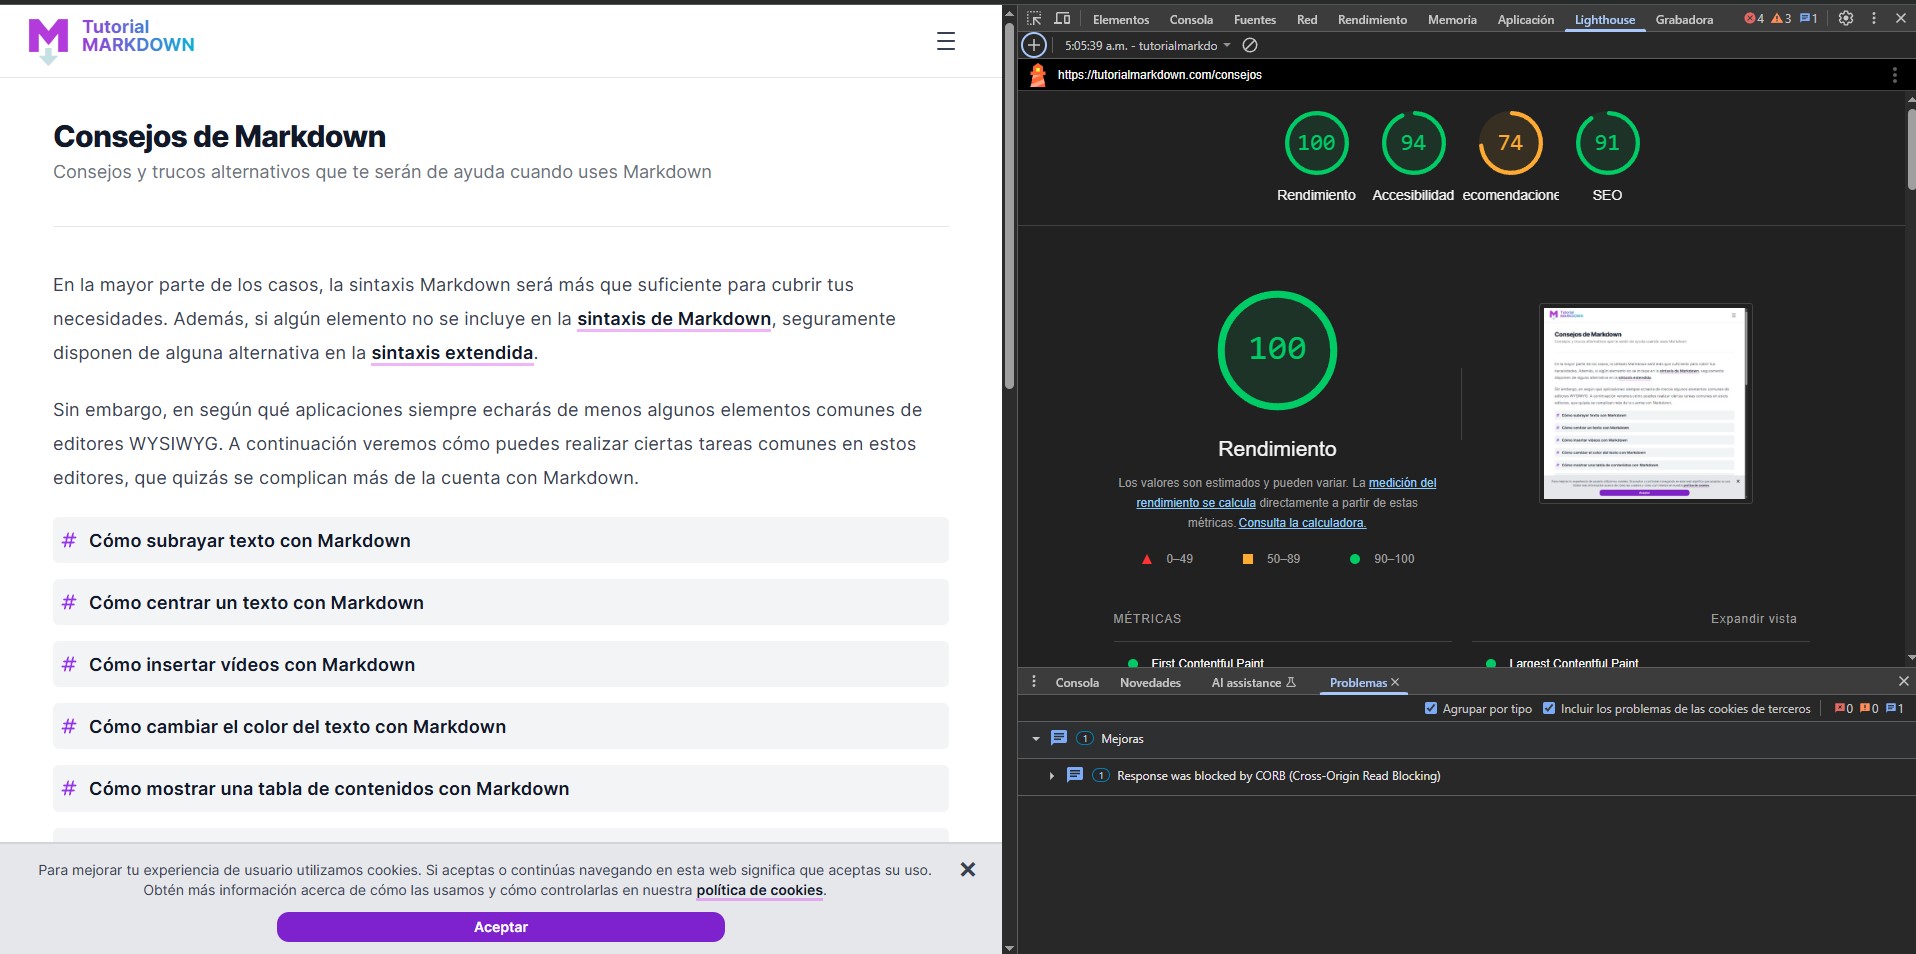 Tutorial
MARKDOWN
Consejos de Markdown
Consejos y trucos alternativos que te serán de ayuda cuando uses Markdown
En la mayor parte de los casos, la sintaxis Markdown será más que suficiente para cubrir tus
necesidades. Además, si algún elemento no se incluye en la sintaxis de Markdown, seguramente
disponen de alguna alternativa en la sintaxis extendida.
Sin embargo, en según qué aplicaciones siempre echarás de menos algunos elementos comunes de
editores WYSIWYG. A continuación veremos cómo puedes realizar ciertas tareas comunes en estos
editores, que quizás se complican más de la cuenta con Markdown.
# Cómo subrayar texto con Markdown
# Cómo centrar un texto con Markdown
# Cómo insertar vídeos con Markdown
# Cómo cambiar el color del texto con Markdown
# Cómo mostrar una tabla de contenidos con Markdown
Para mejorar tu experiencia de usuario utilizamos cookies. Si aceptas o continúas navegando en esta web significa que aceptas su uso.
Obtén más información acerca de cómo las usamos y cómo controlarlas en nuestra política de cookies.
Aceptar
Elementos Consola Fuentes Red Rendimiento Memoria Aplicación Lighthouse Grabadora 4 3 1
5:05:39 a.m. - tutorialmarkdo
https://tutorialmarkdown.com/consejos
100 94 74 91
Rendimiento Accesibilidad ecomendacione SEO
100
Rendimiento
Los valores son estimados y pueden variar. La medición del
rendimiento se calcula directamente a partir de estas
métricas. Consulta la calculadora.
0–49 50–89 90–100
MÉTRICAS Expandir vista
First Contentful Paint Largest Contentful Paint
Consola Novedades AI assistance Problemas
Agrupar por tipo Incluir los problemas de las cookies de terceros 0 0 1
1 Mejoras
1 Response was blocked by CORB (Cross-Origin Read Blocking)